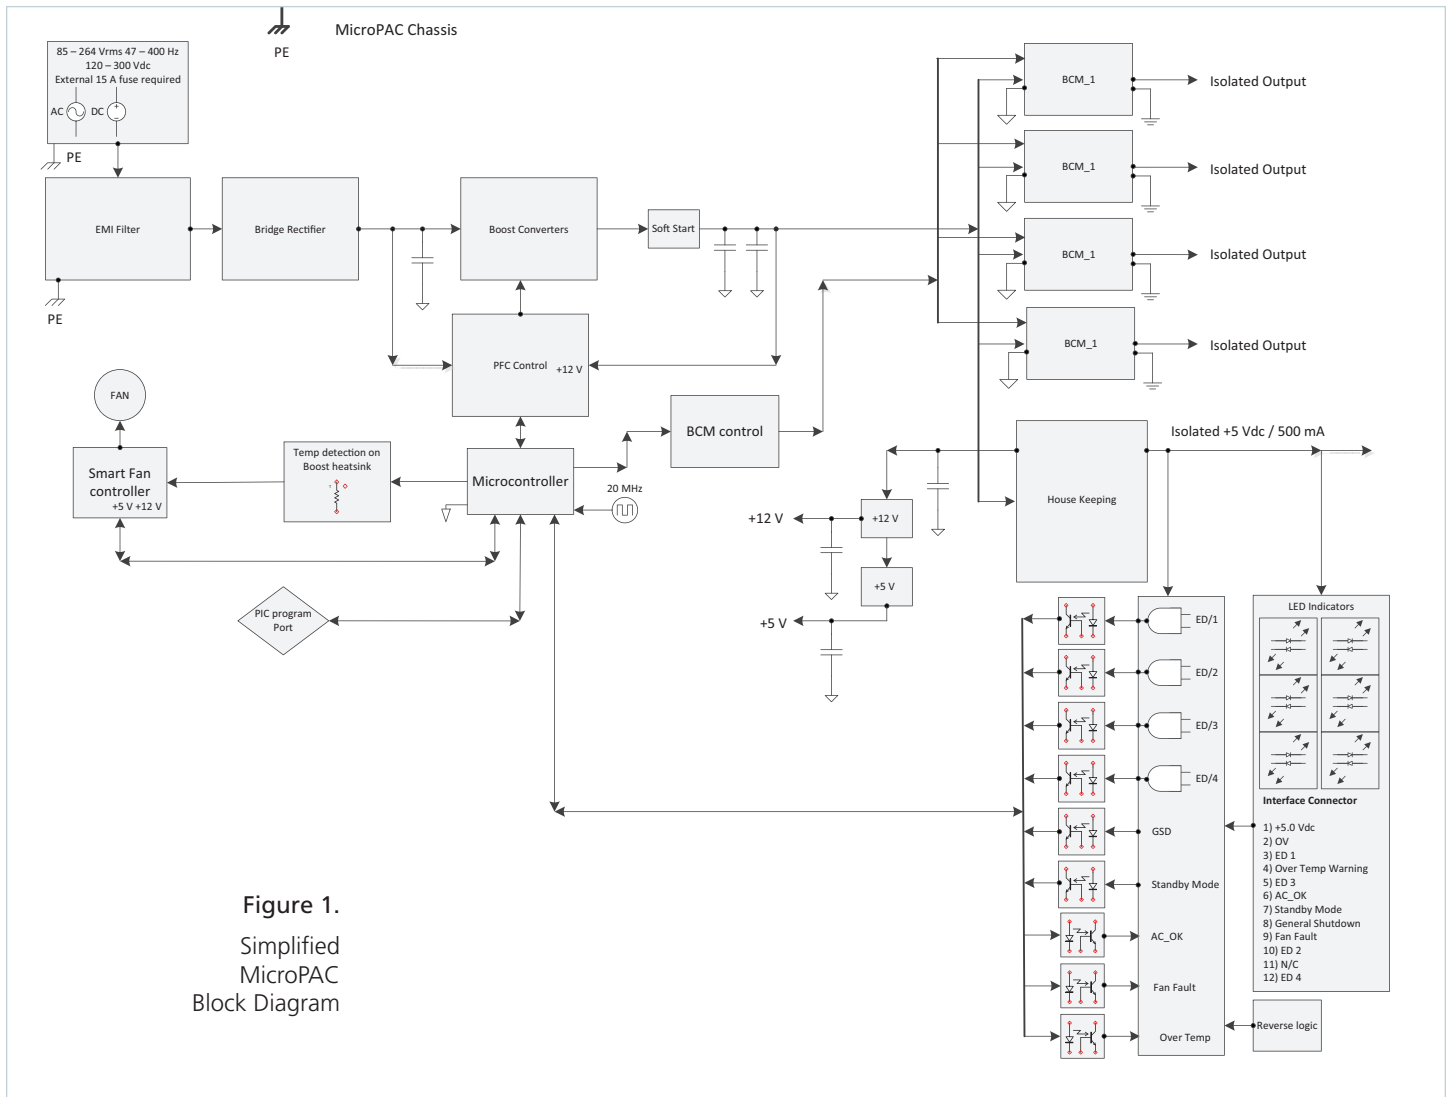 PE
MicroPAC Chassis
85 – 264 Vrms 47 – 400 Hz
120 – 300 Vdc
External 15 A fuse required
AC
DC
PE
EMI Filter
PE
Bridge Rectifier
Boost Converters
Soft Start
PFC Control
+12 V
BCM_1
Isolated Output
BCM_1
Isolated Output
BCM_1
Isolated Output
BCM_1
Isolated Output
FAN
Smart Fan
controller
+5 V +12 V
Temp detection on
Boost heatsink
T
Microcontroller
20 MHz
BCM control
PIC program
Port
House Keeping
Isolated +5 Vdc / 500 mA
+12 V
+12 V
+5 V
+5 V
ED/1
ED/2
ED/3
ED/4
GSD
Standby Mode
AC_OK
Fan Fault
Over Temp
LED Indicators
Interface Connector
1) +5.0 Vdc
2) OV
3) ED 1
4) Over Temp Warning
5) ED 3
6) AC_OK
7) Standby Mode
8) General Shutdown
9) Fan Fault
10) ED 2
11) N/C
12) ED 4
Reverse logic
Figure 1.
Simplified
MicroPAC
Block Diagram